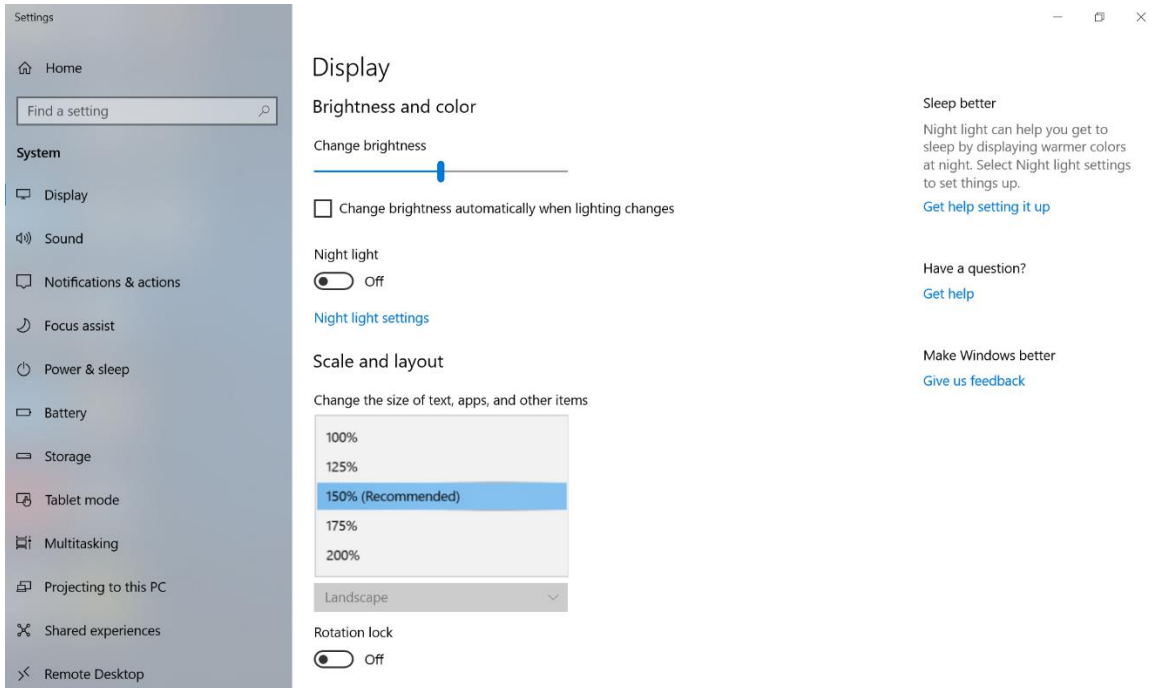 Settings
Home
Find a setting
System
Display
Sound
Notifications & actions
Focus assist
Power & sleep
Battery
Storage
Tablet mode
Multitasking
Projecting to this PC
Shared experiences
Remote Desktop
Display
Brightness and color
Change brightness
Change brightness automatically when lighting changes
Night light
Off
Night light settings
Scale and layout
Change the size of text, apps, and other items
100%
125%
150% (Recommended)
175%
200%
Landscape
Rotation lock
Off
Sleep better
Night light can help you get to
sleep by displaying warmer colors
at night. Select Night light settings
to set things up.
Get help setting it up
Have a question?
Get help
Make Windows better
Give us feedback